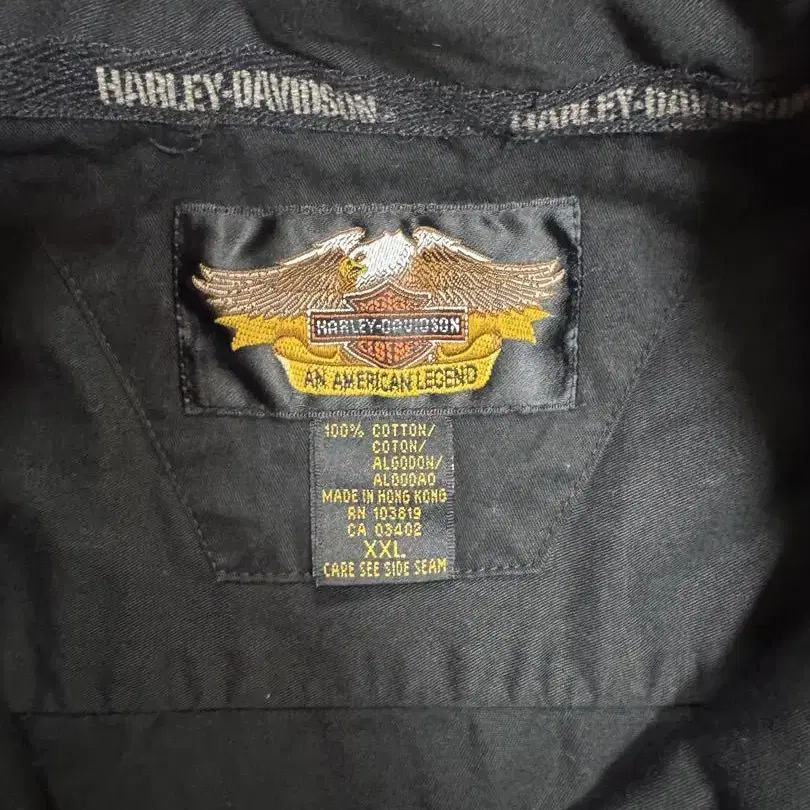 HARLEY-DAVIDSON HARLEY-DAVIDSON
HARLEY-DAVIDSON
AN AMERICAN LEGEND
100% COTTON/
COTON/
ALGODON/
ALGODAO
MADE IN HONG KONG
RN 103819
CA 03402
XXL
CARE SEE SIDE SEAM